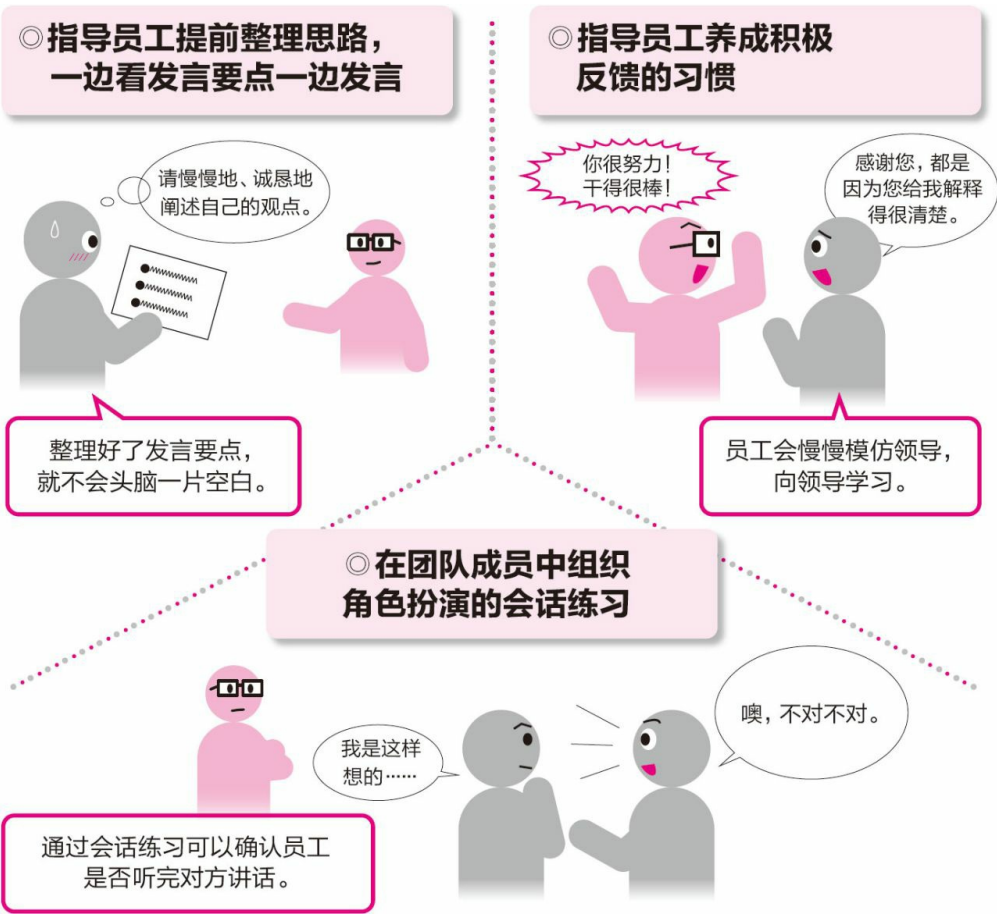 ◎指导员工提前整理思路，
一边看发言要点一边发言
请慢慢地、诚恳地
阐述自己的观点。
整理好了发言要点，
就不会头脑一片空白。
◎指导员工养成积极
反馈的习惯
你很努力！
干得很棒！
感谢您，都是
因为您给我解释
得很清楚。
员工会慢慢模仿领导，
向领导学习。
◎在团队成员中组织
角色扮演的会话练习
我是这样
想的……
噢，不对不对。
通过会话练习可以确认员工
是否听完对方讲话。